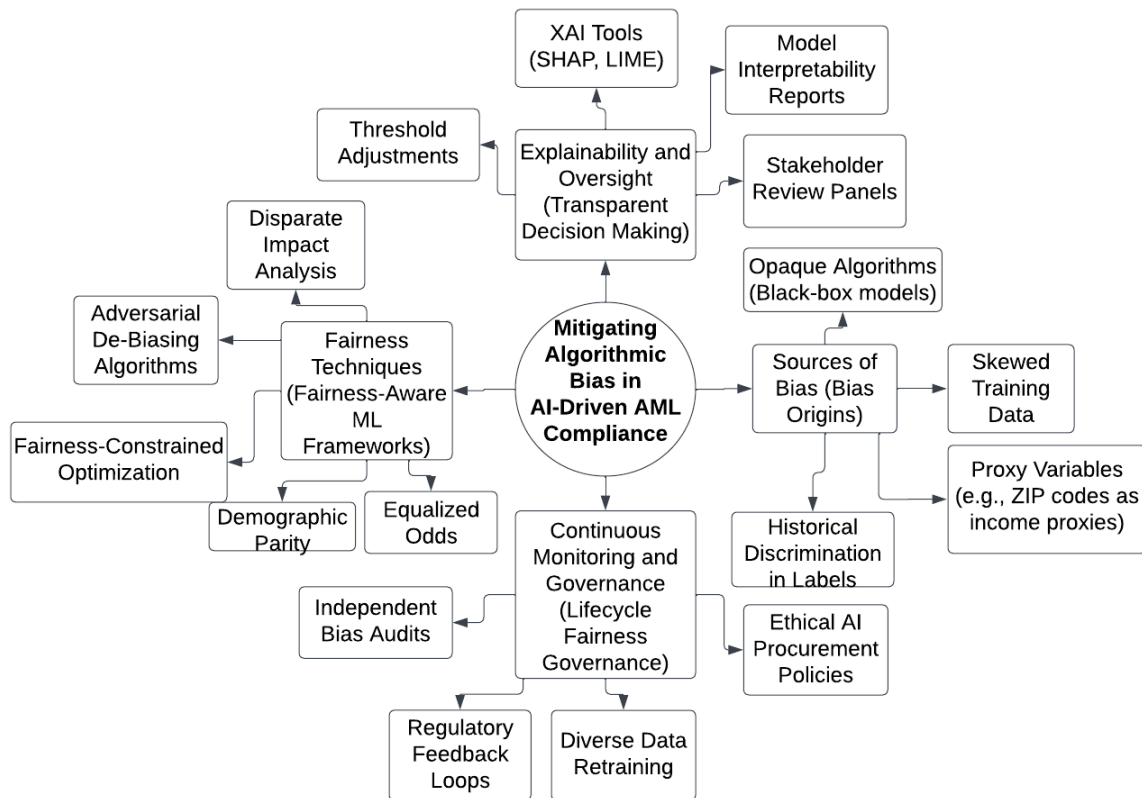 XAI Tools
(SHAP, LIME)
Model
Interpretability
Reports
Threshold
Adjustments
Explainability and
Oversight
(Transparent
Decision Making)
Stakeholder
Review Panels
Disparate
Impact
Analysis
Opaque Algorithms
(Black-box models)
Adversarial
De-Biasing
Algorithms
Fairness
Techniques
(Fairness-Aware
ML
Frameworks)
Mitigating
Algorithmic
Bias in
AI-Driven AML
Compliance
Sources of
Bias (Bias
Origins)
Skewed
Training
Data
Fairness-Constrained
Optimization
Demographic
Parity
Equalized
Odds
Proxy Variables
(e.g., ZIP codes as
income proxies)
Historical
Discrimination
in Labels
Continuous
Monitoring and
Governance
(Lifecycle
Fairness
Governance)
Independent
Bias Audits
Ethical AI
Procurement
Policies
Regulatory
Feedback
Loops
Diverse Data
Retraining